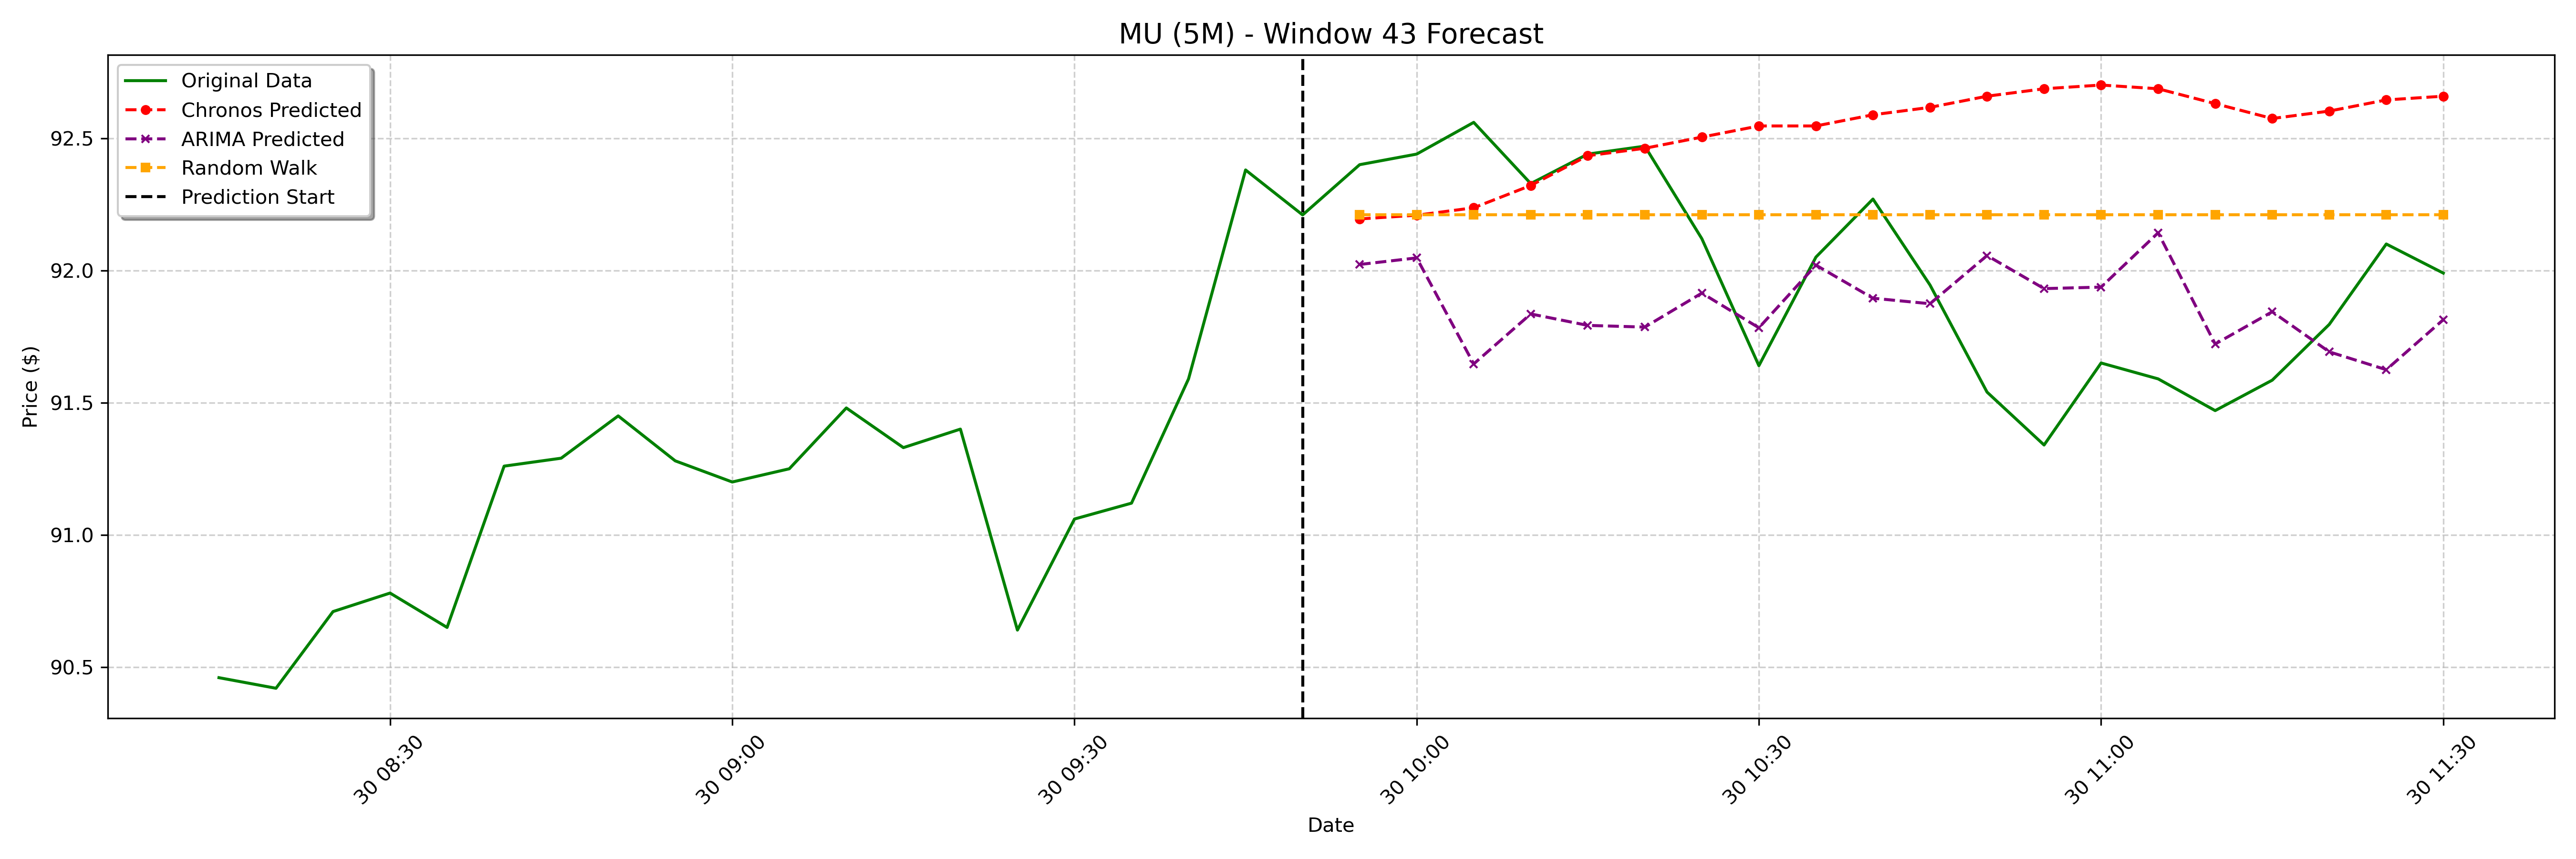 MU (5M) - Window 43 Forecast
Original Data
Chronos Predicted
ARIMA Predicted
Random Walk
Prediction Start
Price ($)
92.5
92.0
91.5
91.0
90.5
30 08:30
30 09:00
30 09:30
30 10:00
30 10:30
30 11:00
30 11:30
Date